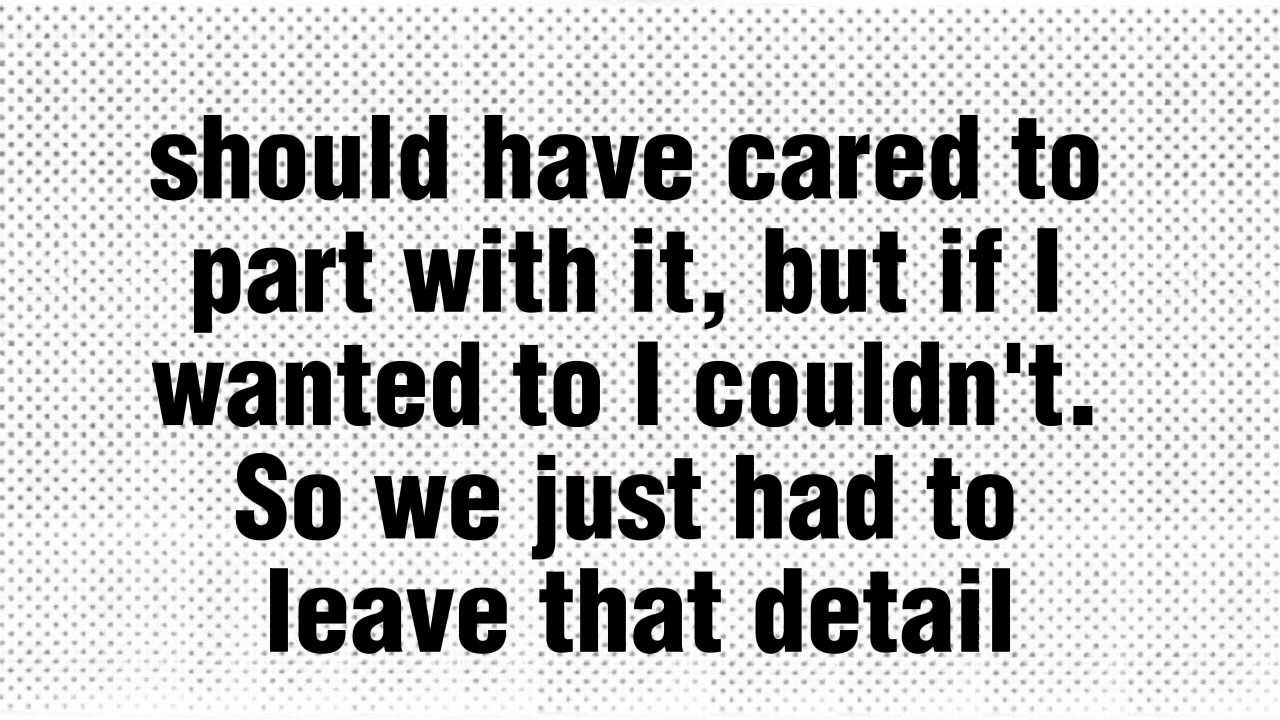 should have cared to
part with it, but if I
wanted to I couldn't.
So we just had to
leave that detail